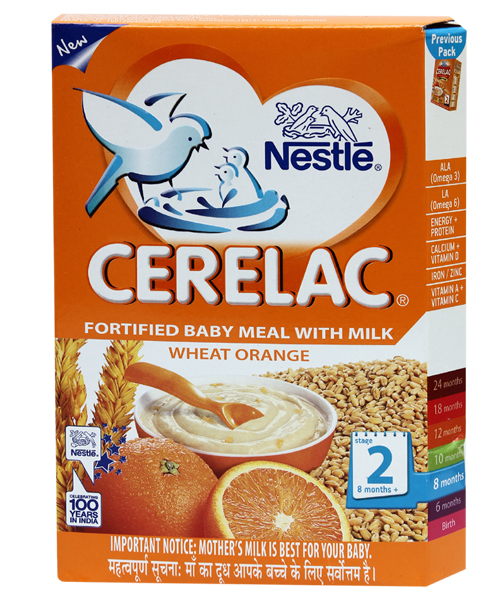 New
Previous
Pack
CERELAC
Nestlé®
ALA
(Omega 3)
LA
(Omega 6)
ENERGY +
PROTEIN
CALCIUM +
VITAMIN D
IRON / ZINC
VITAMIN A +
VITAMIN C
CERELAC®
FORTIFIED BABY MEAL WITH MILK
WHEAT ORANGE
24 months
18 months
12 months
10 months
8 months
6 months
Birth
stage
2
8 months +
Nestlé
CELEBRATING
100
YEARS
IN INDIA
IMPORTANT NOTICE: MOTHER'S MILK IS BEST FOR YOUR BABY.
महत्वपूर्ण सूचना: माँ का दूध आपके बच्चे के लिए सर्वोत्तम है।